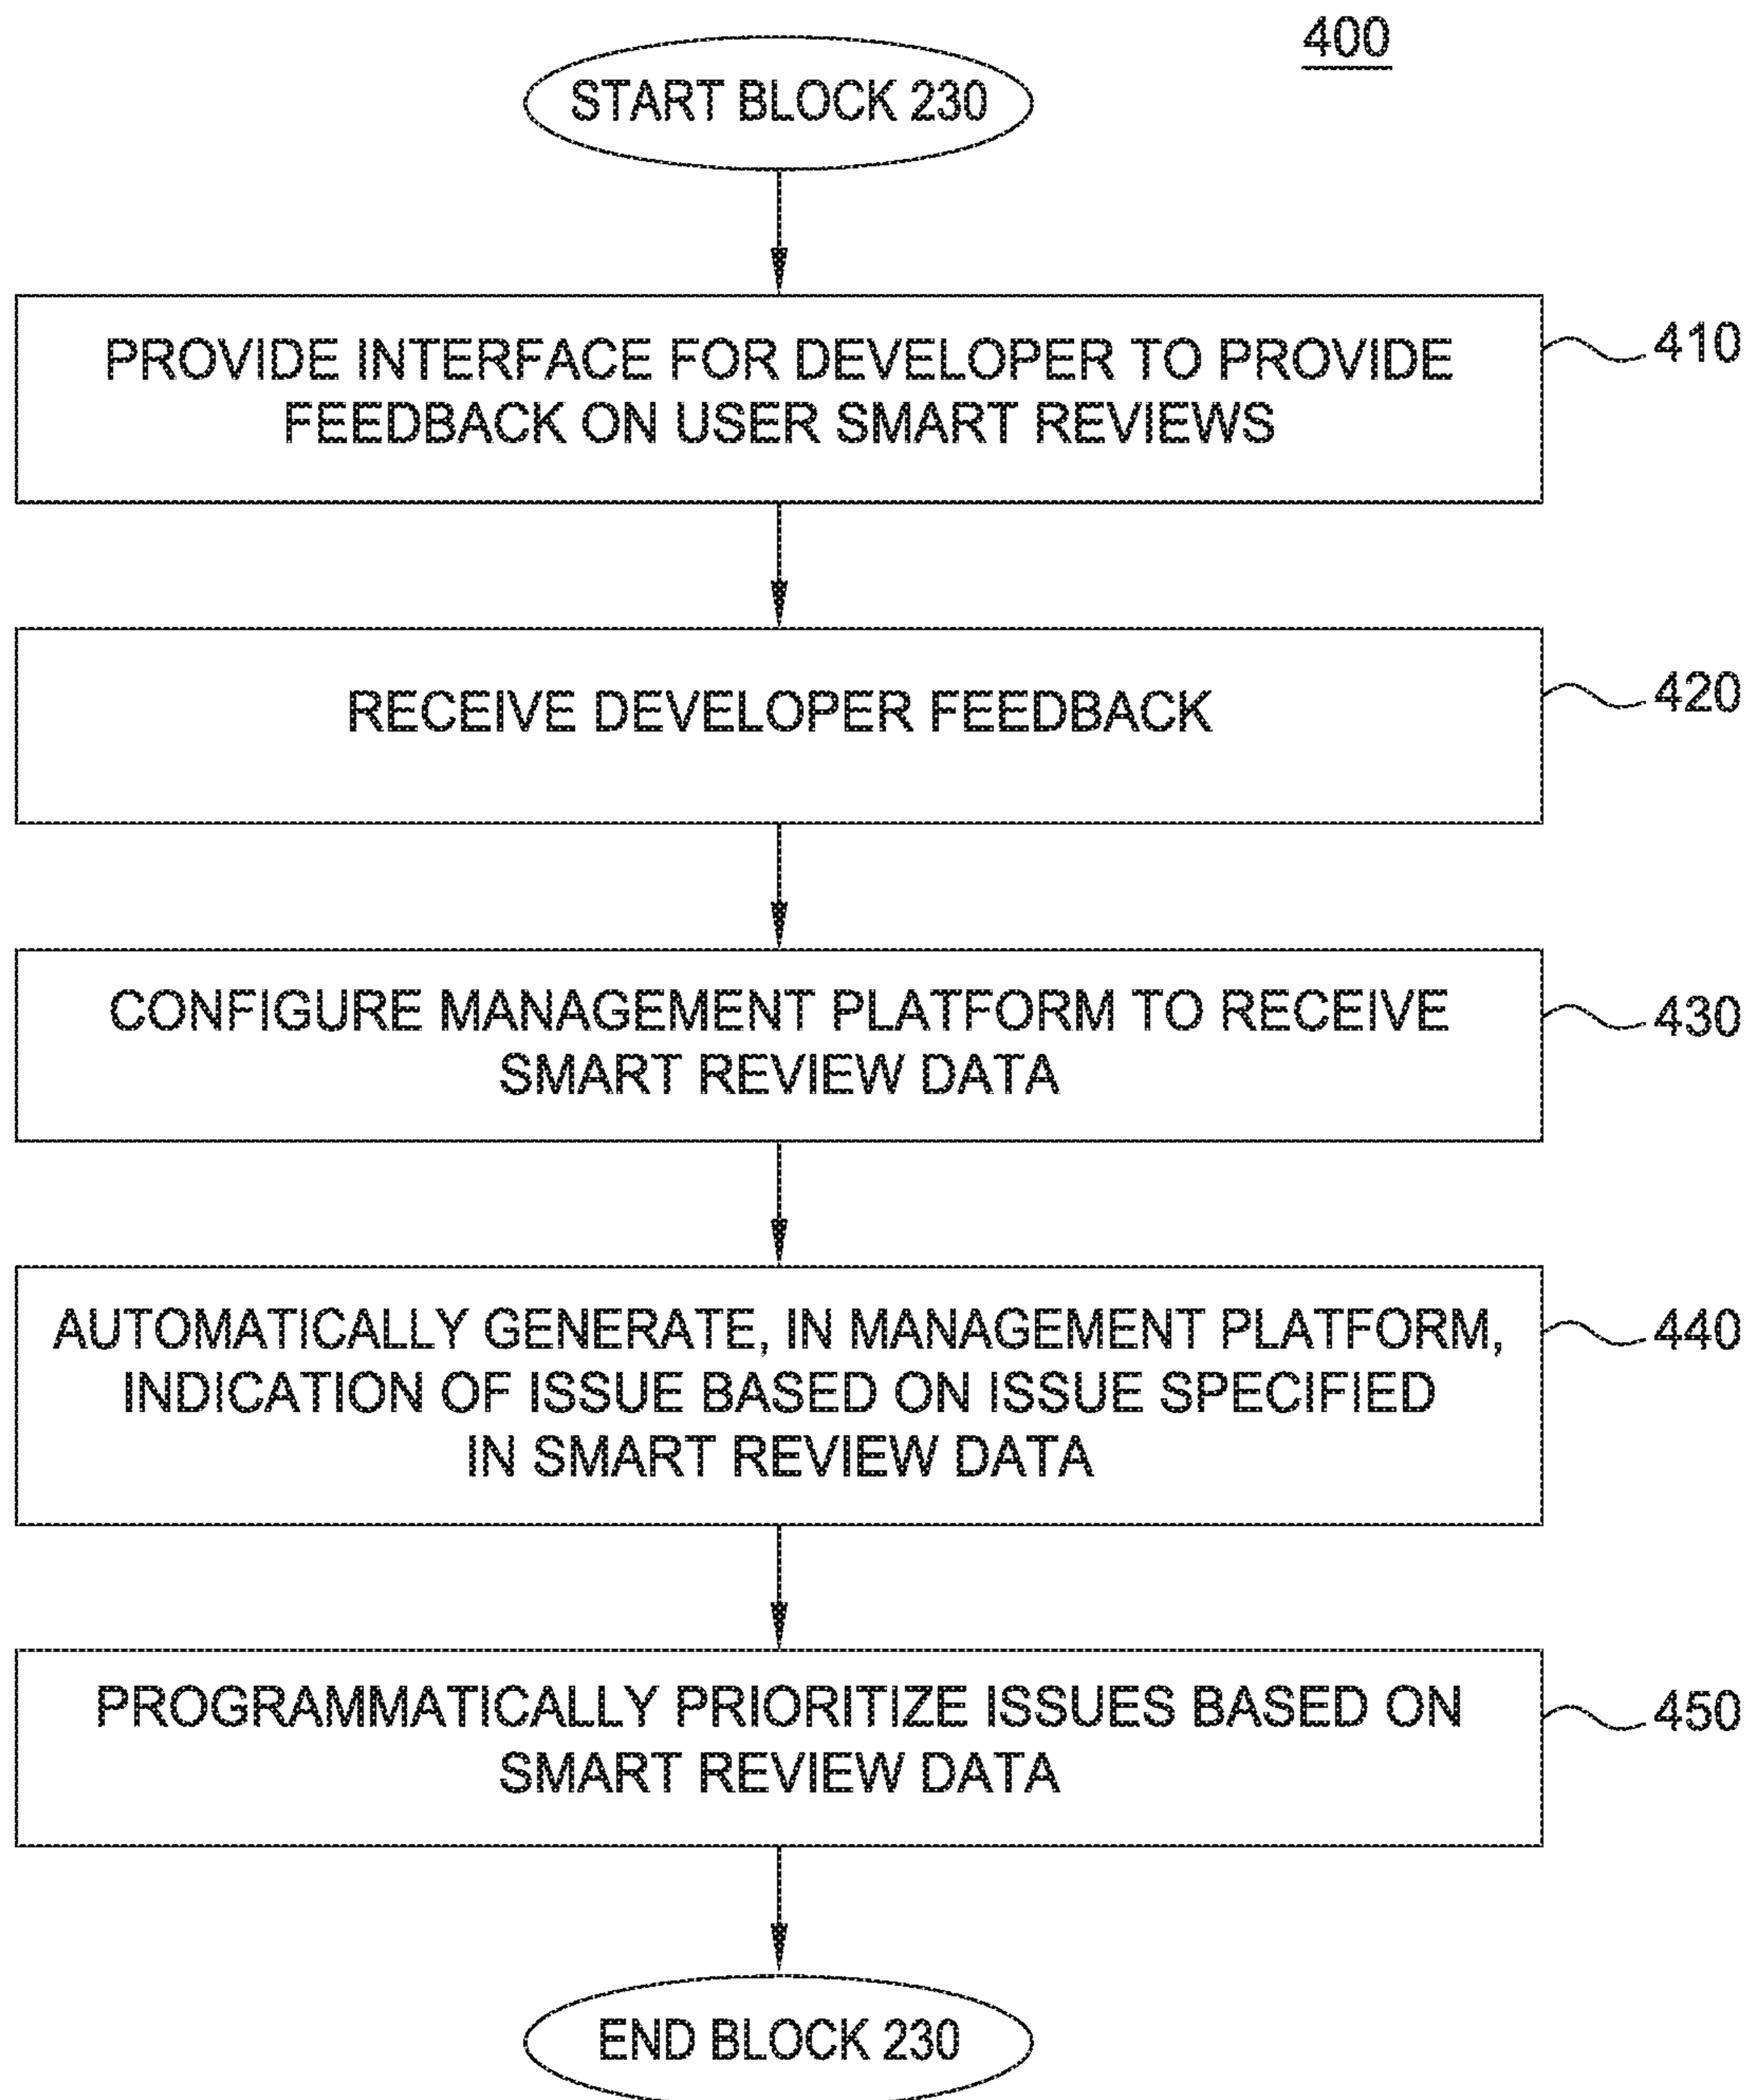 400
START BLOCK 230
PROVIDE INTERFACE FOR DEVELOPER TO PROVIDE
FEEDBACK ON USER SMART REVIEWS
410
RECEIVE DEVELOPER FEEDBACK
420
CONFIGURE MANAGEMENT PLATFORM TO RECEIVE
SMART REVIEW DATA
430
AUTOMATICALLY GENERATE, IN MANAGEMENT PLATFORM,
INDICATION OF ISSUE BASED ON ISSUE SPECIFIED
IN SMART REVIEW DATA
440
PROGRAMMATICALLY PRIORITIZE ISSUES BASED ON
SMART REVIEW DATA
450
END BLOCK 230